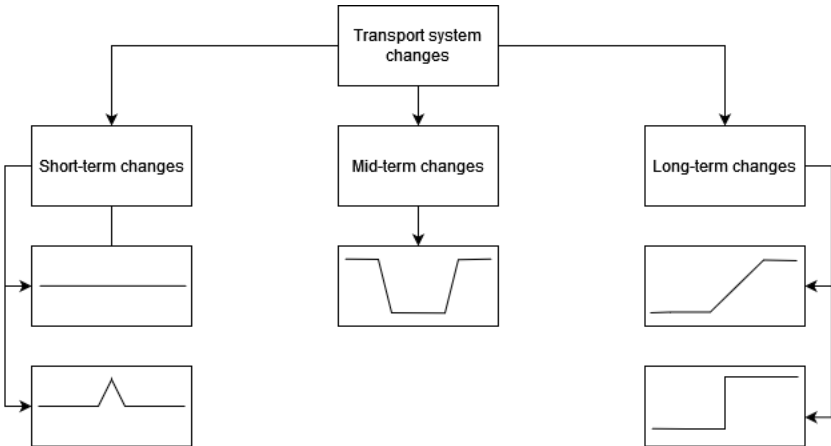 Transport system
changes
Short-term changes
Mid-term changes
Long-term changes